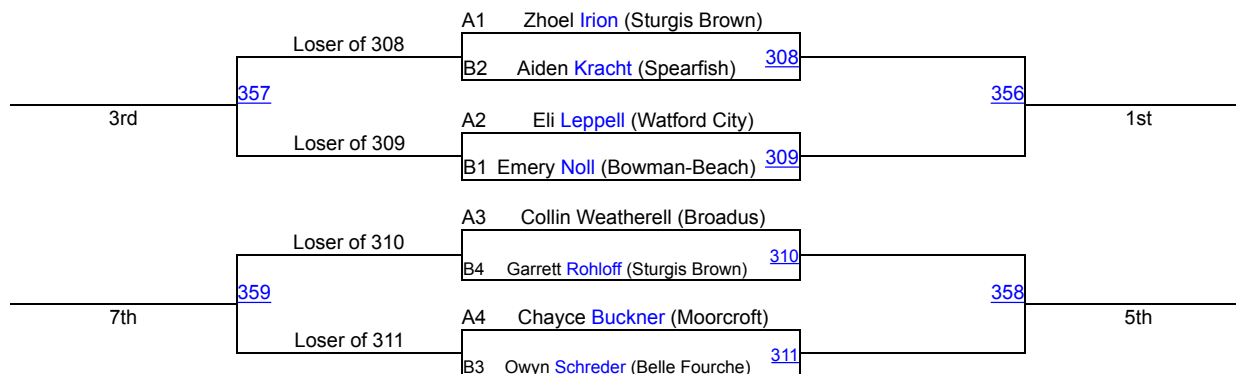 A1 Zhoel Irion (Sturgis Brown)
Loser of 308
B2 Aiden Kracht (Spearfish) 308
357 356
3rd A2 Eli Leppell (Watford City) 1st
Loser of 309
B1 Emery Noll (Bowman-Beach) 309
A3 Collin Weatherell (Broadus)
Loser of 310
B4 Garrett Rohloff (Sturgis Brown) 310
359 358
7th A4 Chayce Buckner (Moorcroft) 5th
Loser of 311
B3 Owyn Schreder (Belle Fourche) 311